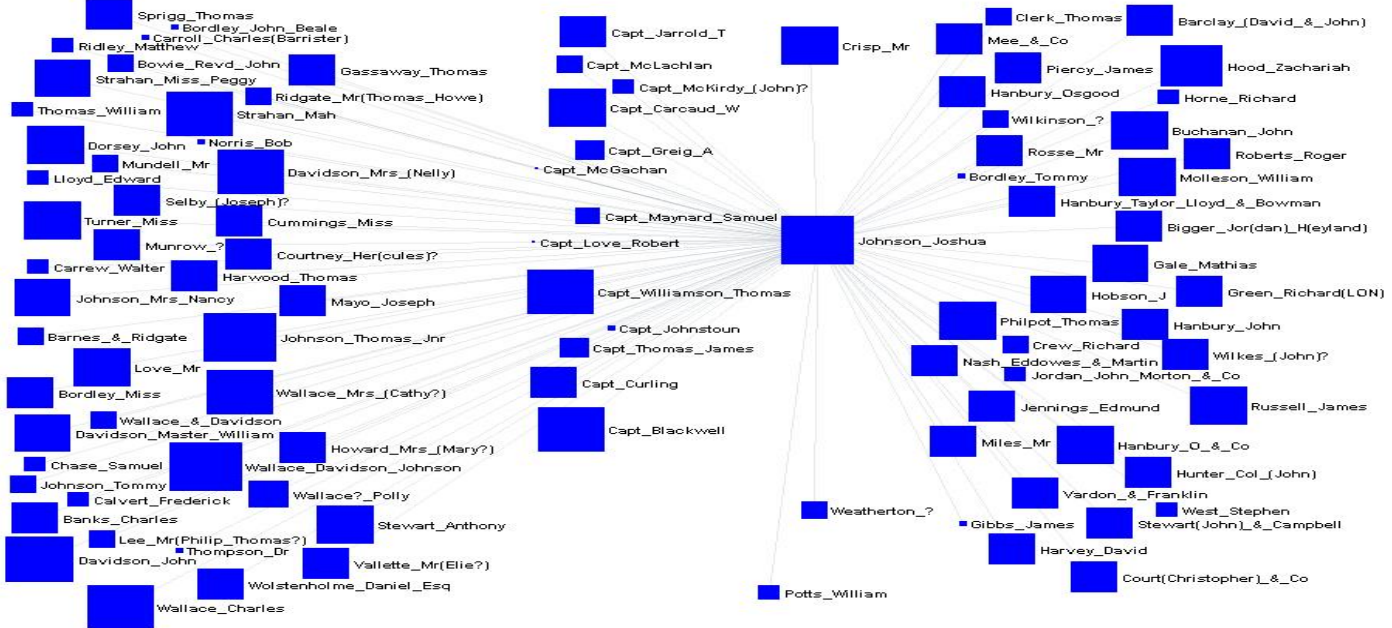 Sprigg_Thomas
Bordley_John_Beale
Carroll_Charles(Barrister)
Ridley_Matthew
Bowie_Revd_John
Gassaway_Thomas
Strahan_Miss_Peggy
Ridgate_Mr(Thomas_Howe)
Thomas_William
Strahan_Mah
Dorsey_John
Norris_Bob
Mundell_Mr
Davidson_Mrs_(Nelly)
Lloyd_Edward
Selby_(Joseph)?
Turner_Miss
Cummings_Miss
Munrow_?
Courtney_Her(cules)?
Carrew_Walter
Harwood_Thomas
Johnson_Mrs_Nancy
Mayo_Joseph
Barnes_&_Ridgate
Johnson_Thomas_Jnr
Love_Mr
Bordley_Miss
Wallace_Mrs_(Cathy?)
Wallace_&_Davidson
Davidson_Master_William
Howard_Mrs_(Mary?)
Chase_Samuel
Wallace_Davidson_Johnson
Johnson_Tommy
Calvert_Frederick
Wallace?_Polly
Banks_Charles
Stewart_Anthony
Lee_Mr(Philip_Thomas?)
Thompson_Dr
Davidson_John
Vallette_Mr(Elie?)
Wolstenholme_Daniel_Esq
Wallace_Charles
Capt_Jarrold_T
Capt_McLachlan
Capt_McKirdy_(John)?
Capt_Carcaud_W
Capt_Greig_A
Capt_McGachan
Capt_Maynard_Samuel
Capt_Love_Robert
Capt_Williamson_Thomas
Capt_Johnstoun
Capt_Thomas_James
Capt_Curling
Capt_Blackwell
Crisp_Mr
Johnson_Joshua
Weatherton_?
Potts_William
Clerk_Thomas
Barclay_(David_&_John)
Mee_&_Co
Piercy_James
Hood_Zachariah
Hanbury_Osgood
Horne_Richard
Wilkinson_?
Buchanan_John
Rosse_Mr
Roberts_Roger
Bordley_Tommy
Molleson_William
Hanbury_Taylor_Lloyd_&_Bowman
Bigger_Jor(dan)_H(eyland)
Gale_Mathias
Hobson_J
Green_Richard(LON)
Philpot_Thomas
Hanbury_John
Crew_Richard
Nash_Eddowes_&_Martin
Wilkes_(John)?
Jordan_John_Morton_&_Co
Jennings_Edmund
Russell_James
Miles_Mr
Hanbury_O_&_Co
Hunter_Col_(John)
Vardon_&_Franklin
West_Stephen
Gibbs_James
Stewart(John)_&_Campbell
Harvey_David
Court(Christopher)_&_Co